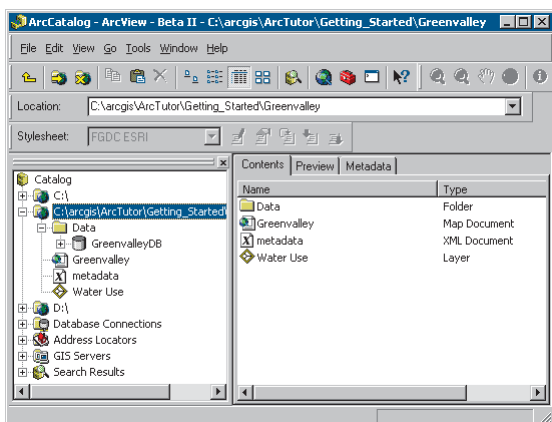 ArcCatalog - ArcView - Beta II - C:\arcgis\ArcTutor\Getting_Started\Greenvalley
File Edit View Go Tools Window Help
Location: C:\arcgis\ArcTutor\Getting_Started\Greenvalley
Stylesheet: FGDC ESRI
Contents Preview Metadata
Catalog
C:\
C:\arcgis\ArcTutor\Getting_Started\
Data
GreenvalleyDB
Greenvalley
metadata
Water Use
D:\
Database Connections
Address Locators
GIS Servers
Search Results
Name Type
Data Folder
Greenvalley Map Document
metadata XML Document
Water Use Layer